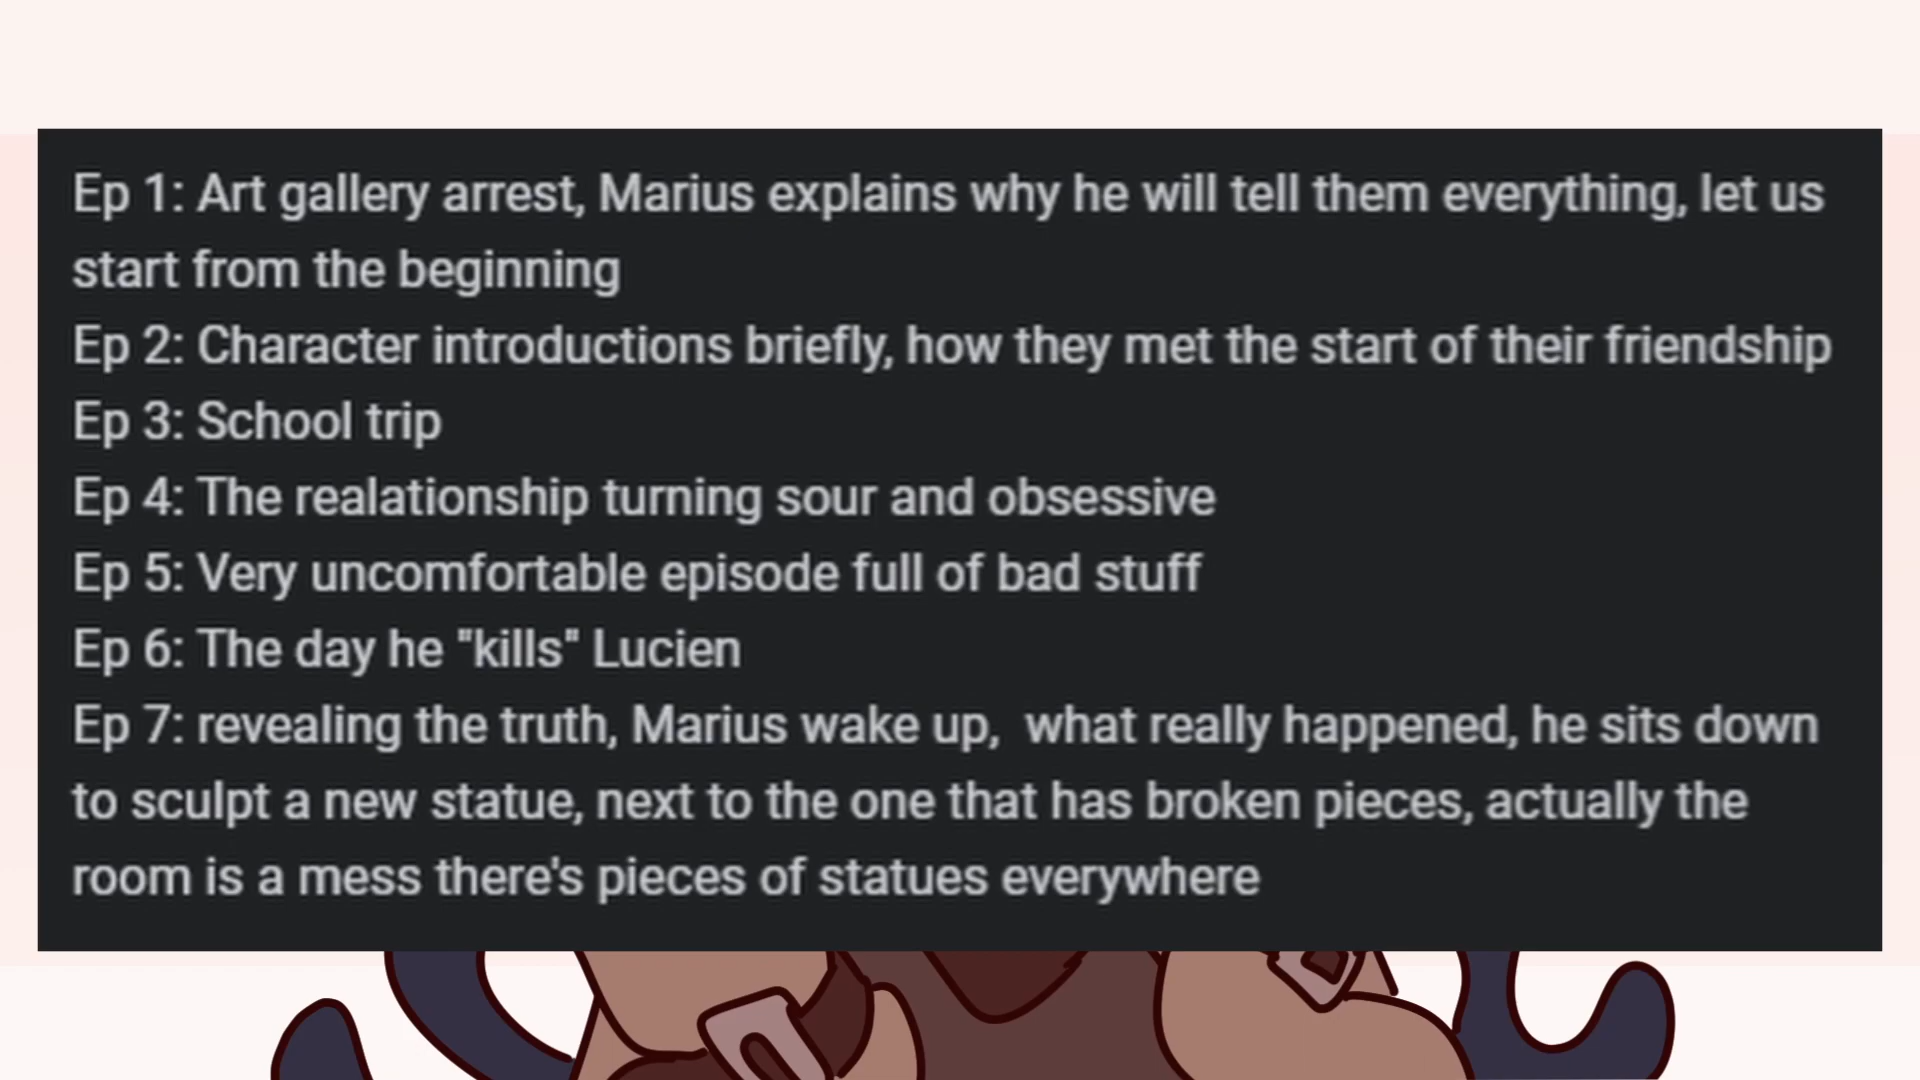 Ep 1: Art gallery arrest, Marius explains why he will tell them everything, let us
start from the beginning
Ep 2: Character introductions briefly, how they met the start of their friendship
Ep 3: School trip
Ep 4: The realationship turning sour and obsessive
Ep 5: Very uncomfortable episode full of bad stuff
Ep 6: The day he "kills" Lucien
Ep 7: revealing the truth, Marius wake up,  what really happened, he sits down
to sculpt a new statue, next to the one that has broken pieces, actually the
room is a mess there's pieces of statues everywhere